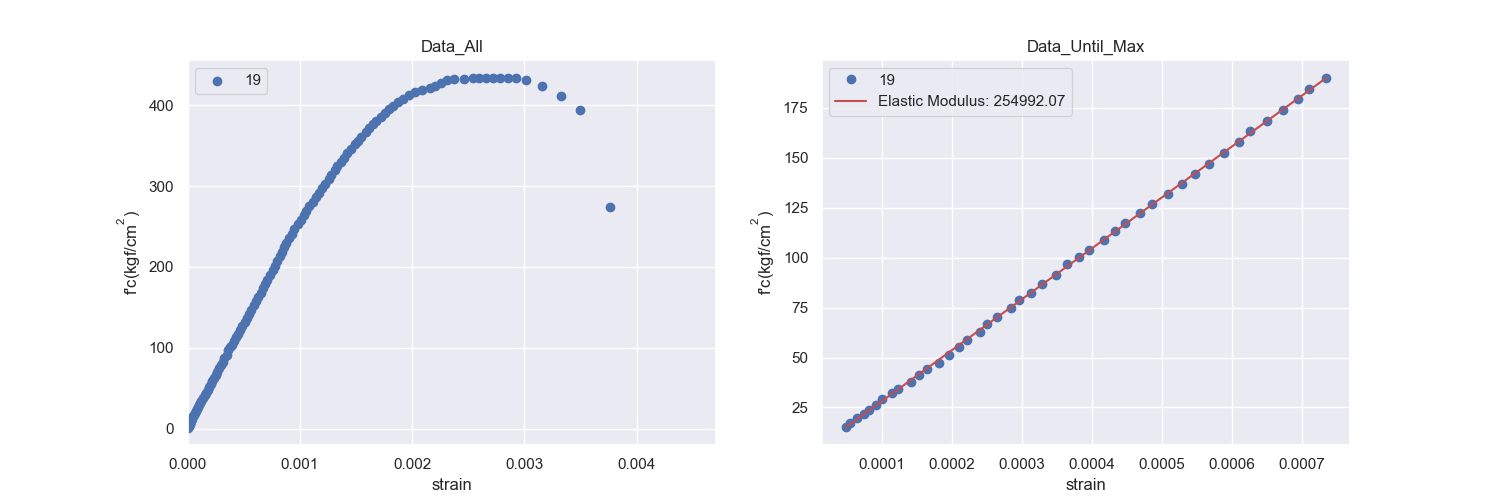 Data_All
19
400
300
200
100
0
f'c(kgf/cm²)
0.000 0.001 0.002 0.003 0.004
strain
Data_Until_Max
19
Elastic Modulus: 254992.07
175
150
125
100
75
50
25
f'c(kgf/cm²)
0.0001 0.0002 0.0003 0.0004 0.0005 0.0006 0.0007
strain